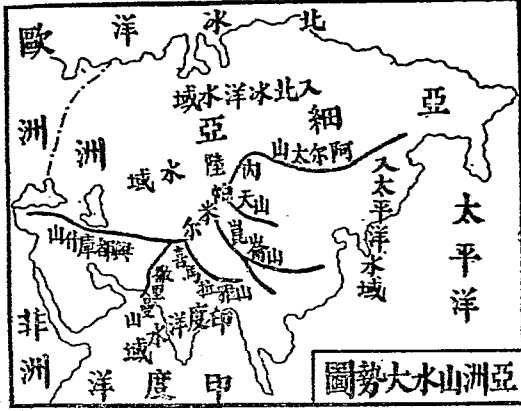 北冰洋
歐洲
亞細亞洲
入北冰洋水域
阿尔太山
內陸水域
天山
帕米尔
崑崙山
入太平洋水域
太平洋
興都庫什山
喜馬拉雅山
里曼山
印度洋水域
印度洋
菲洲
亞洲山水大勢圖